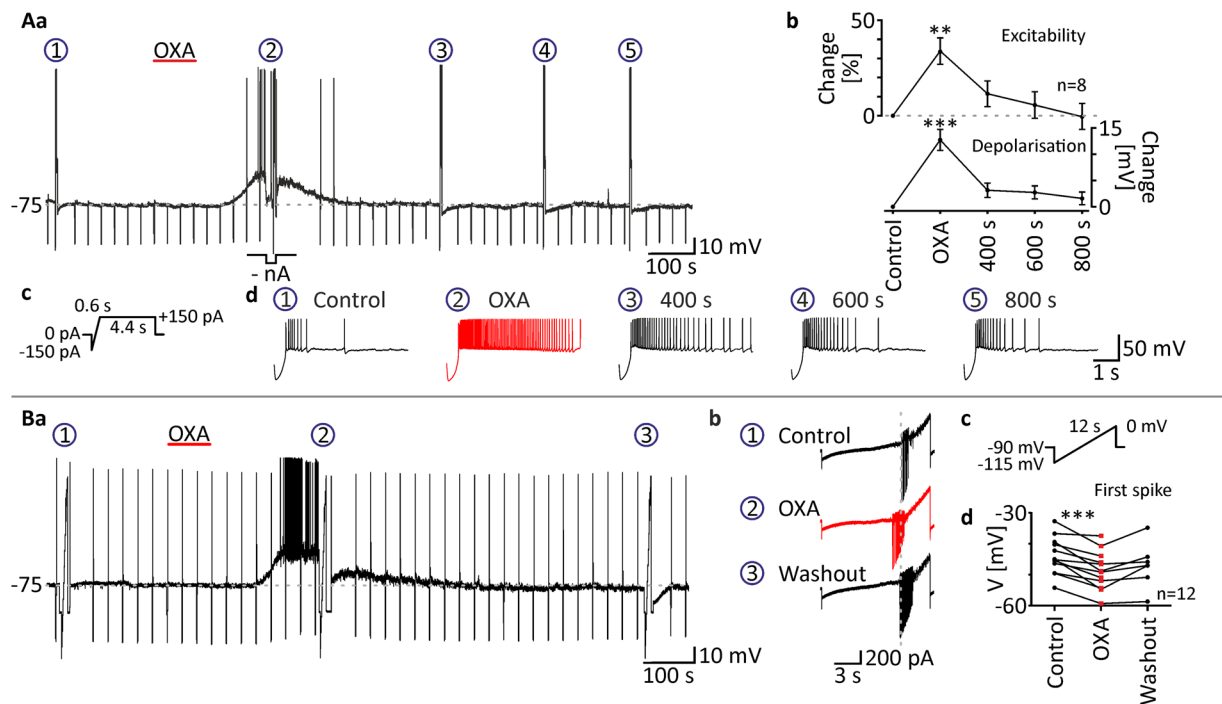 Aa
1 OXA 2 3 4 5
-75
- nA
10 mV
100 s
b
50
Change
[%]
0
**
Excitability
n=8
***
Depolarisation
15
Change
[mV]
0
Control
OXA
400 s
600 s
800 s
c
0.6 s
+150 pA
4.4 s
0 pA
-150 pA
d
1 Control
2 OXA
3 400 s
4 600 s
5 800 s
50 mV
1 s
Ba
1 OXA 2 3
-75
10 mV
100 s
b
1 Control
2 OXA
3 Washout
200 pA
3 s
c
12 s
0 mV
-90 mV
-115 mV
First spike
d
-30
***
V [mV]
n=12
-60
Control
OXA
Washout